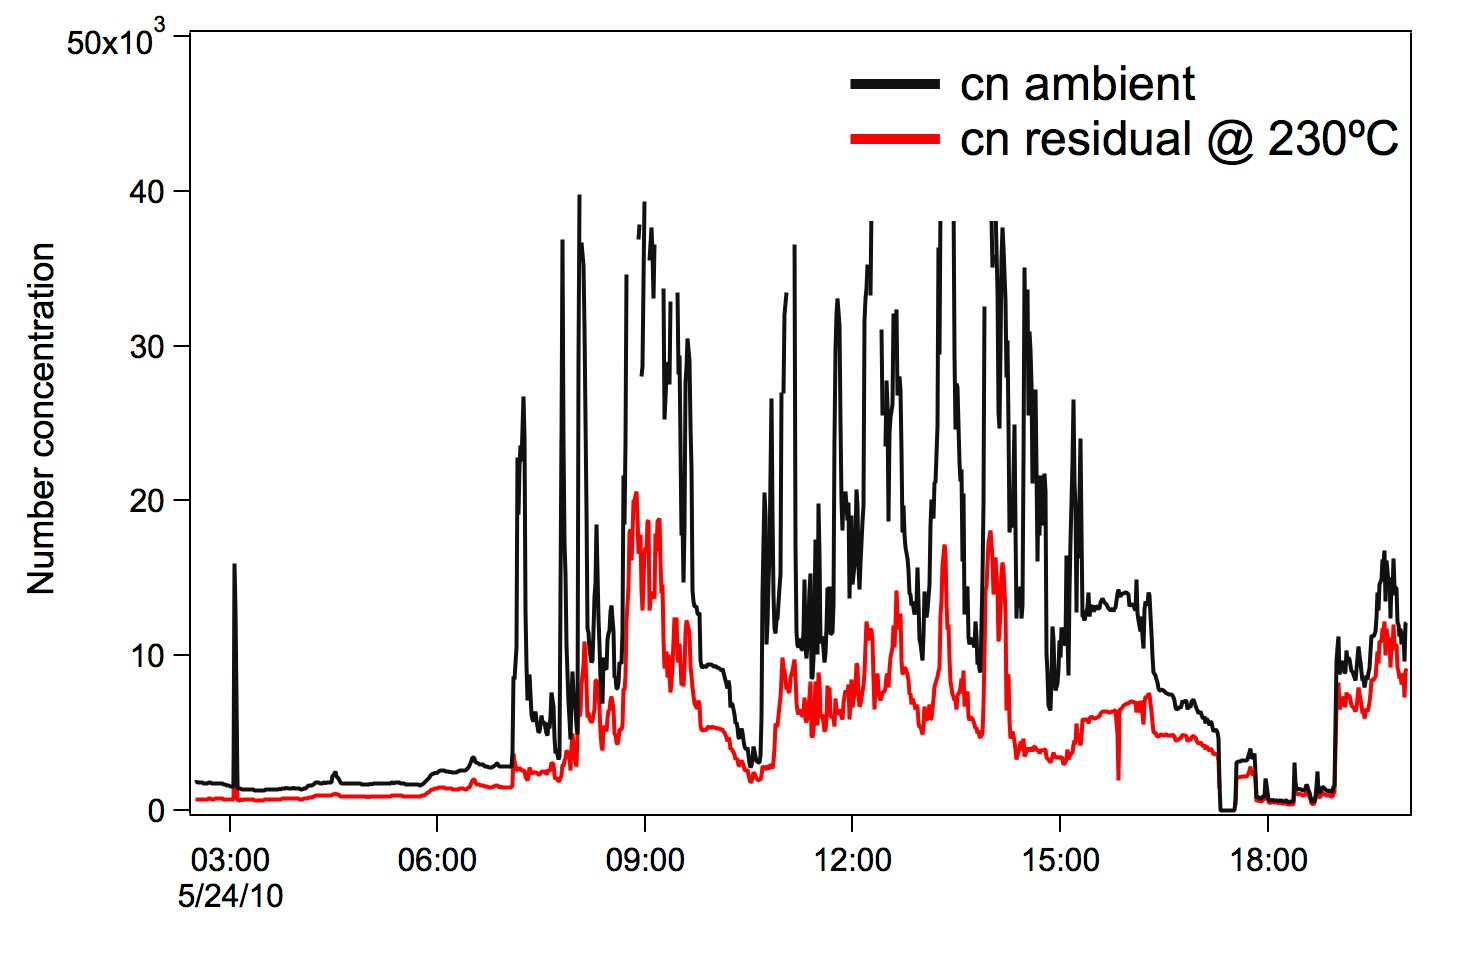 50x10³
cn ambient
cn residual @ 230ºC
40
30
20
10
0
Number concentration
03:00 06:00 09:00 12:00 15:00 18:00
5/24/10